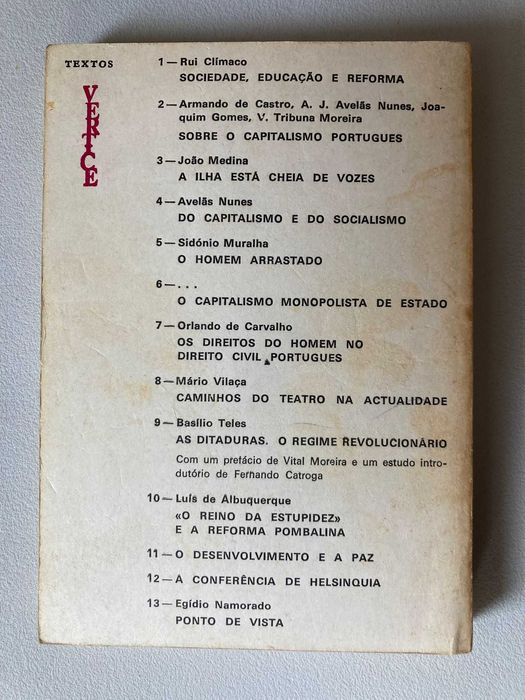 TEXTOS
VERTICE
1 — Rui Clímaco
SOCIEDADE, EDUCAÇÃO E REFORMA
2 — Armando de Castro, A. J. Avelãs Nunes, Joa-
quim Gomes, V. Tribuna Moreira
SOBRE O CAPITALISMO PORTUGUES
3 — João Medina
A ILHA ESTÁ CHEIA DE VOZES
4 — Avelãs Nunes
DO CAPITALISMO E DO SOCIALISMO
5 — Sidónio Muralha
O HOMEM ARRASTADO
6 — . . .
O CAPITALISMO MONOPOLISTA DE ESTADO
7 — Orlando de Carvalho
OS DIREITOS DO HOMEM NO
DIREITO CIVIL PORTUGUES
8 — Mário Vilaça
CAMINHOS DO TEATRO NA ACTUALIDADE
9 — Basílio Teles
AS DITADURAS. O REGIME REVOLUCIONÁRIO
Com um prefácio de Vital Moreira e um estudo intro-
dutório de Fernando Catroga
10 — Luís de Albuquerque
«O REINO DA ESTUPIDEZ»
E A REFORMA POMBALINA
11 — O DESENVOLVIMENTO E A PAZ
12 — A CONFERÊNCIA DE HELSINQUIA
13 — Egídio Namorado
PONTO DE VISTA